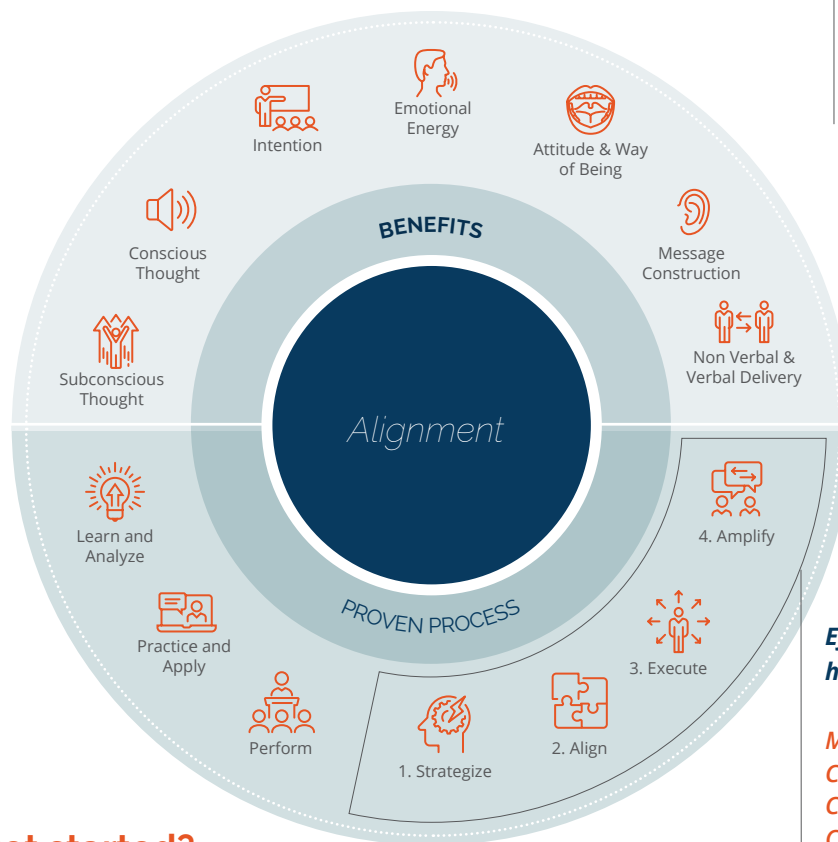 Emotional
Energy
Intention
Attitude & Way
of Being
Conscious
Thought
BENEFITS
Message
Construction
Subconscious
Thought
Non Verbal &
Verbal Delivery
Alignment
Learn and
Analyze
4. Amplify
PROVEN PROCESS
Practice and
Apply
3. Execute
Perform
1. Strategize
2. Align
started?